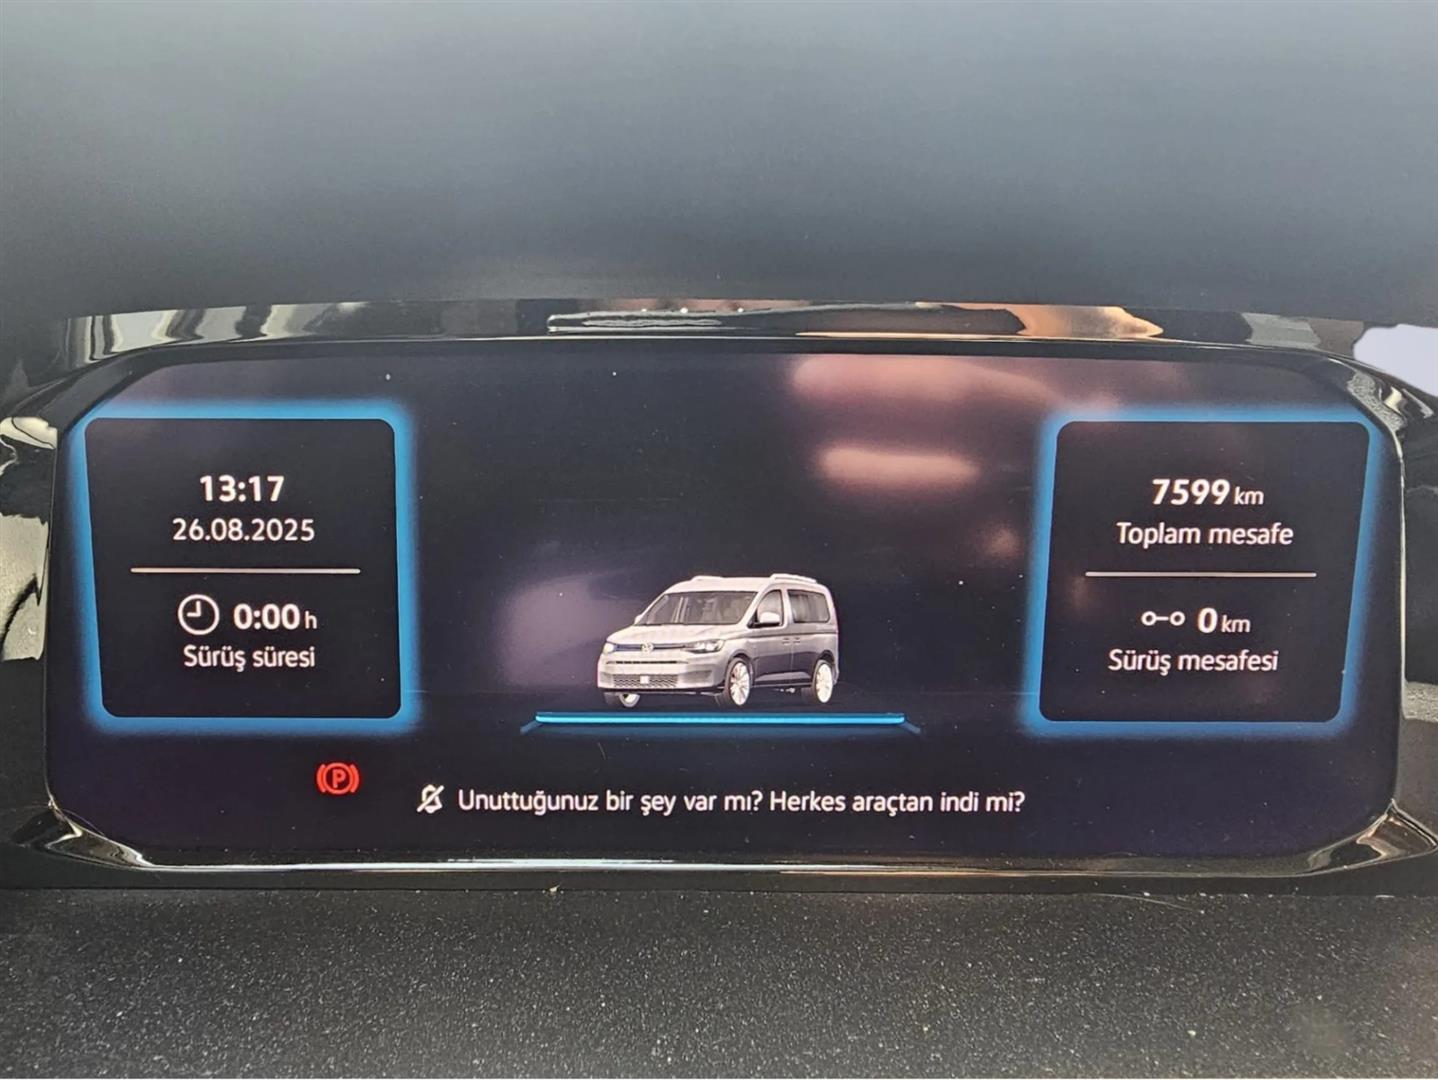 13:17
26.08.2025
0:00 h
Sürüş süresi
7599 km
Toplam mesafe
0 km
Sürüş mesafesi
P
Unuttuğunuz bir şey var mı? Herkes araçtan indi mi?